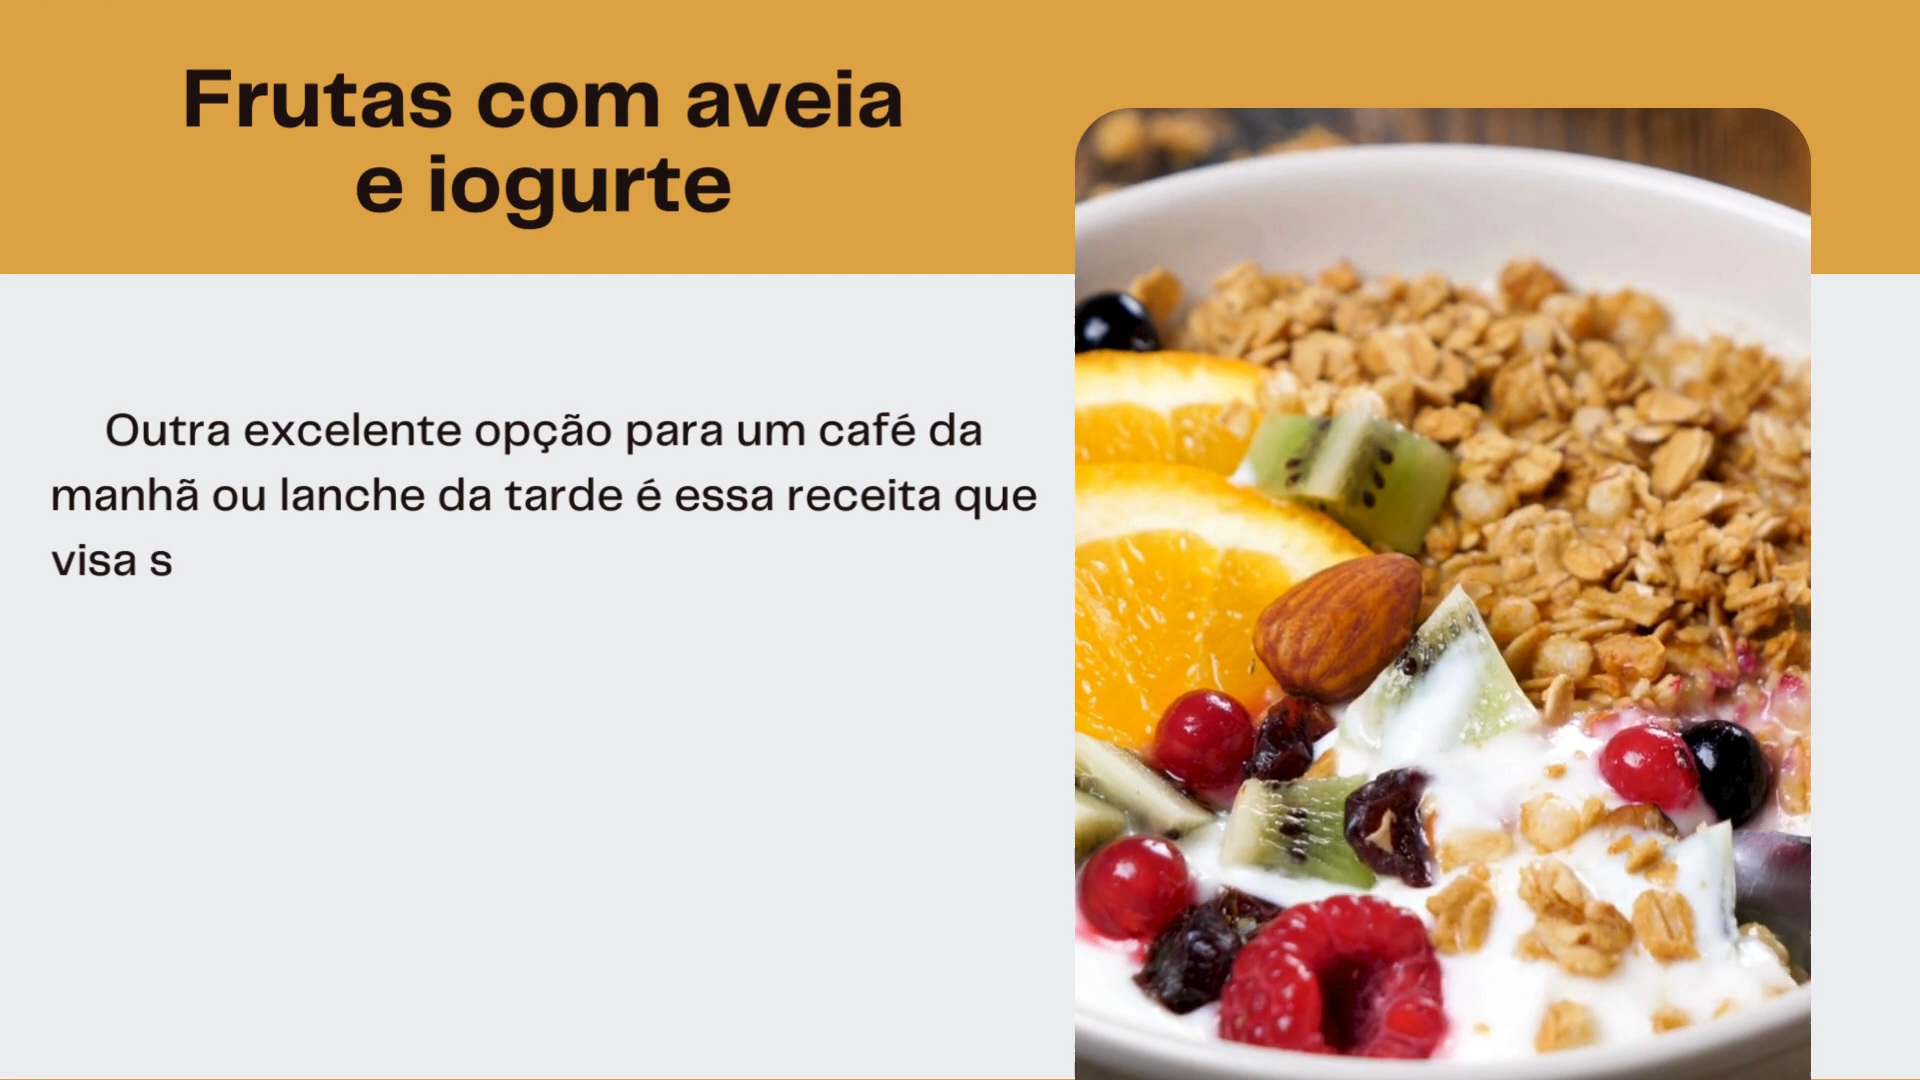 Frutas com aveia
e iogurte
Outra excelente opção para um café da
manhã ou lanche da tarde é essa receita que
visa s